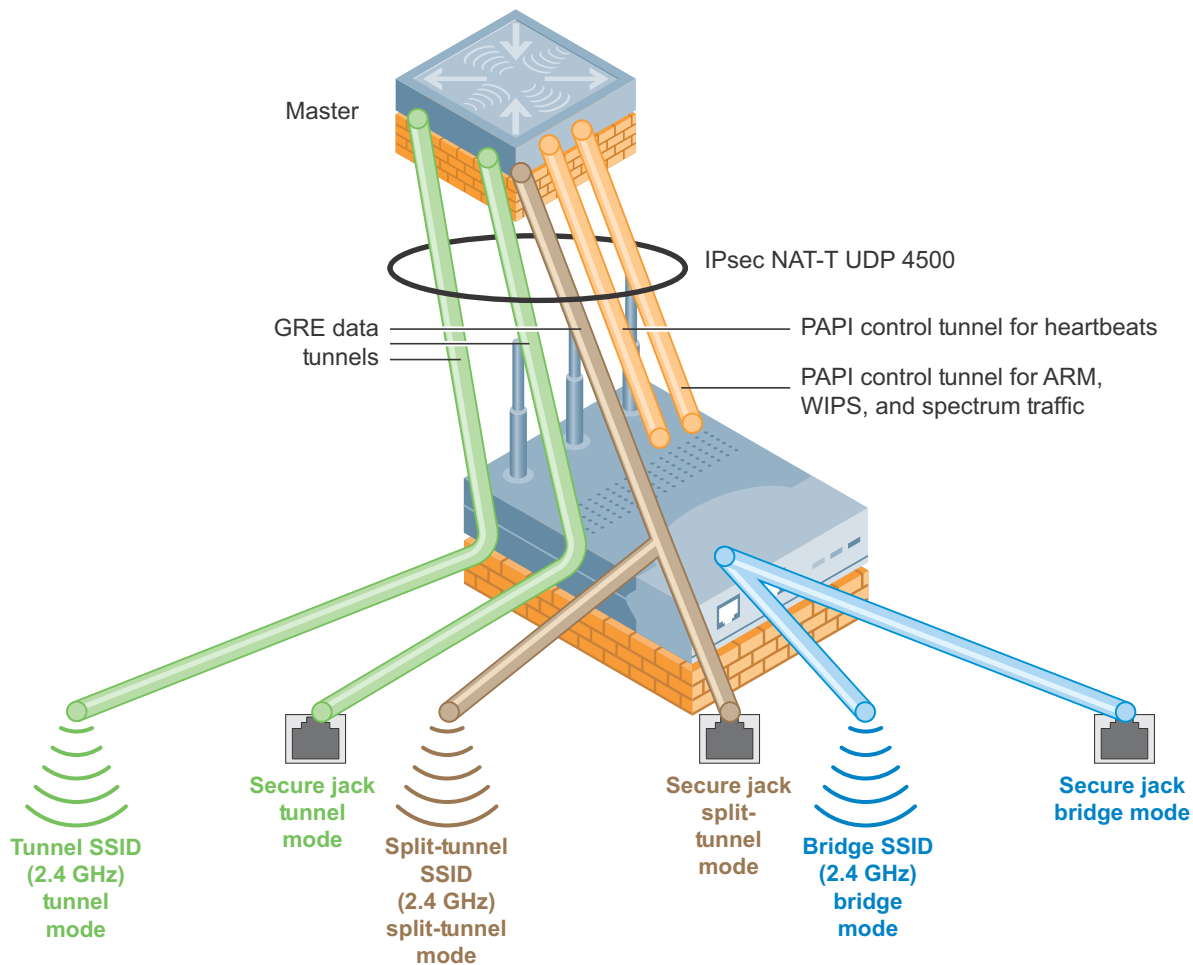 Master
IPsec NAT-T UDP 4500
GRE data
tunnels
PAPI control tunnel for heartbeats
PAPI control tunnel for ARM,
WIPS, and spectrum traffic
Tunnel SSID
(2.4 GHz)
tunnel
mode
Secure jack
tunnel
mode
Split-tunnel
SSID
(2.4 GHz)
split-tunnel
mode
Secure jack
split-
tunnel
mode
Bridge SSID
(2.4 GHz)
bridge
mode
Secure jack
bridge mode